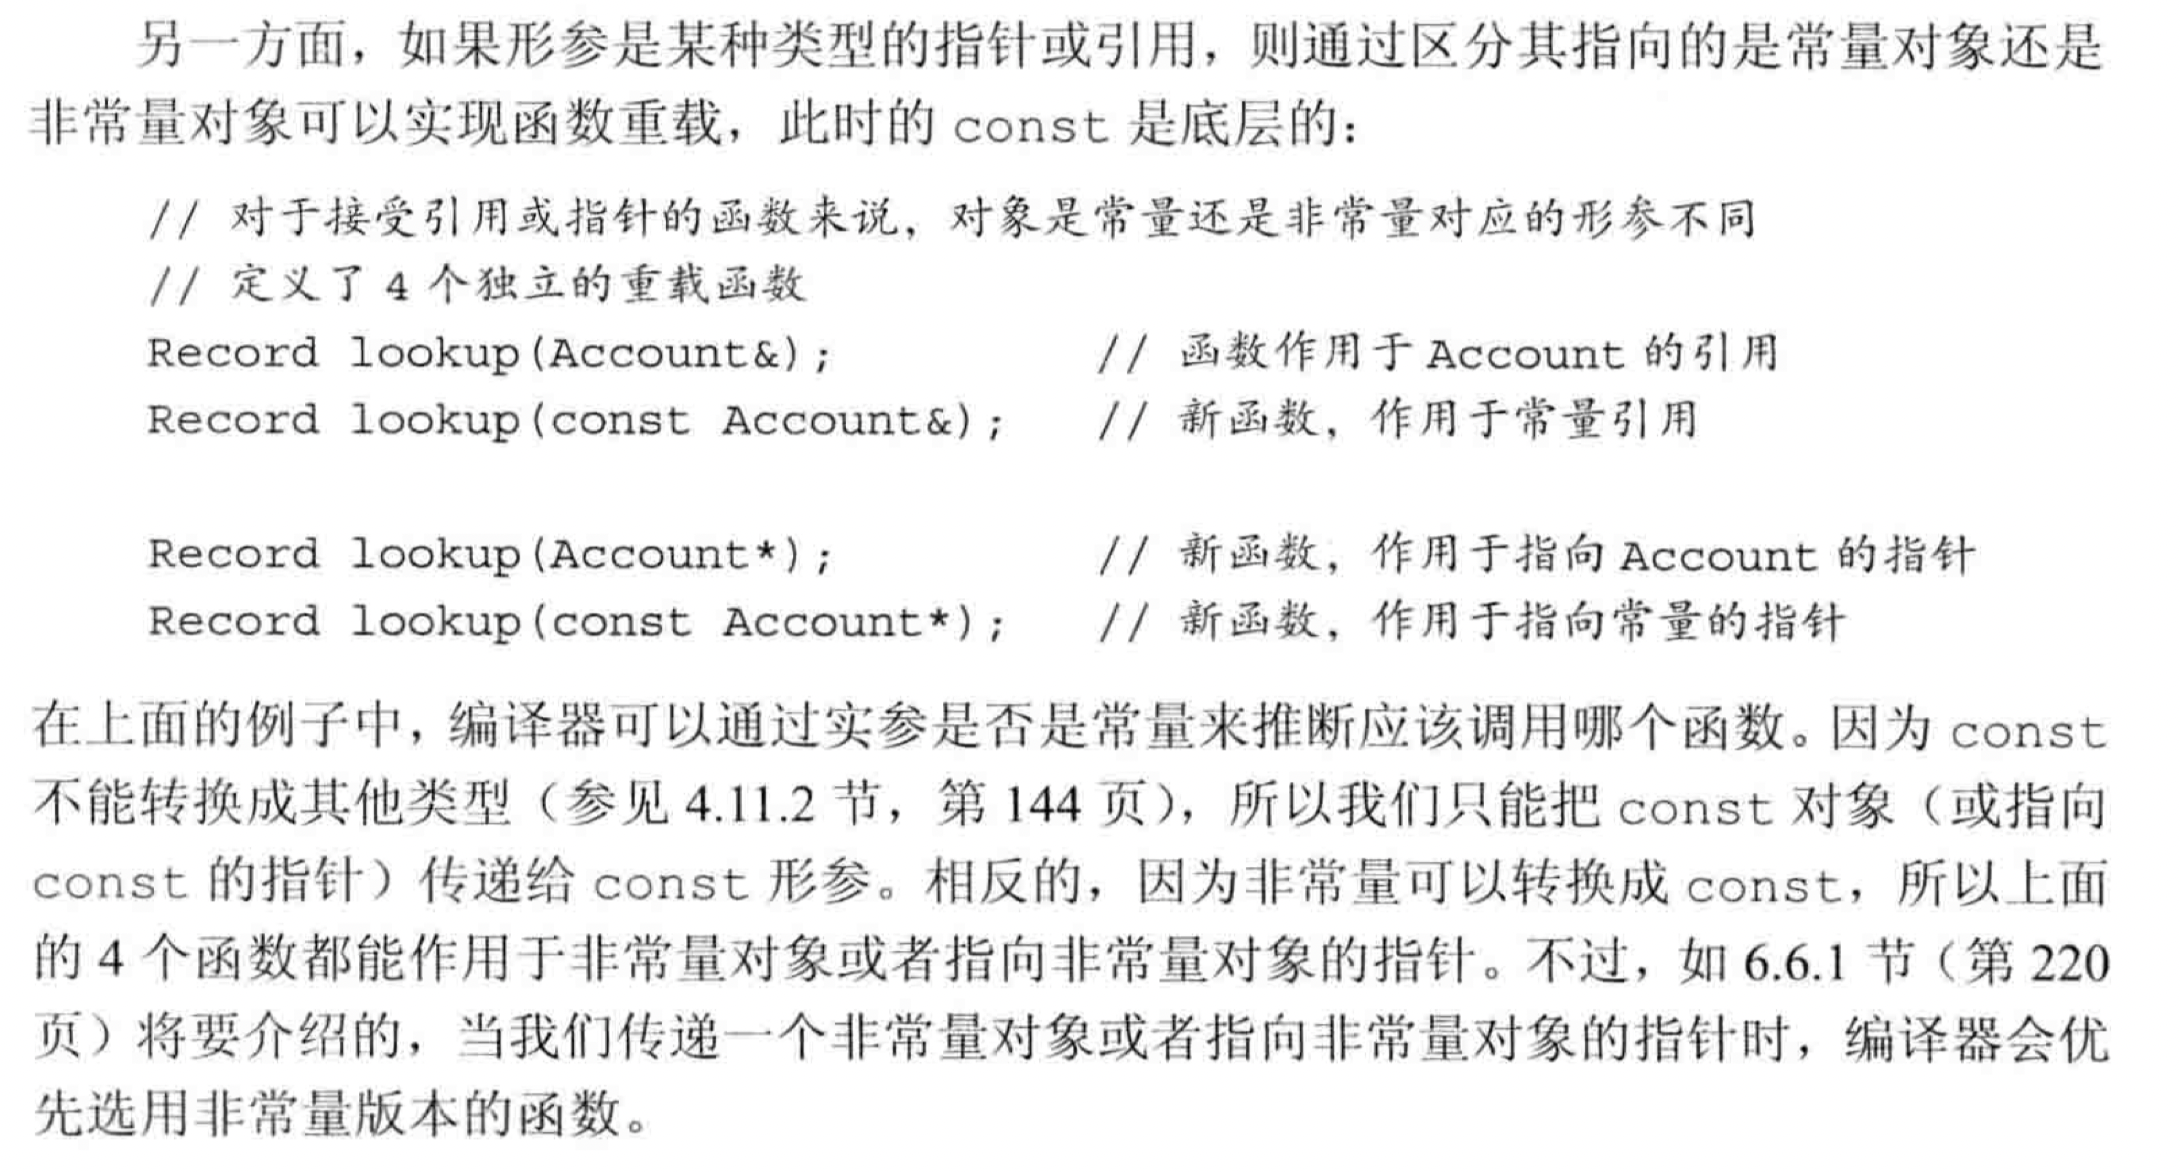 另一方面，如果形参是某种类型的指针或引用，则通过区分其指向的是常量对象还是
非常量对象可以实现函数重载，此时的 const 是底层的：
// 对于接受引用或指针的函数来说，对象是常量还是非常量对应的形参不同
// 定义了 4 个独立的重载函数
Record lookup(Account&); // 函数作用于 Account 的引用
Record lookup(const Account&); // 新函数，作用于常量引用
Record lookup(Account*); // 新函数，作用于指向 Account 的指针
Record lookup(const Account*); // 新函数，作用于指向常量的指针
在上面的例子中，编译器可以通过实参是否是常量来推断应该调用哪个函数。因为 const
不能转换成其他类型（参见 4.11.2 节，第 144 页），所以我们只能把 const 对象（或指向
const 的指针）传递给 const 形参。相反的，因为非常量可以转换成 const，所以上面
的 4 个函数都能作用于非常量对象或者指向非常量对象的指针。不过，如 6.6.1 节（第 220
页）将要介绍的，当我们传递一个非常量对象或者指向非常量对象的指针时，编译器会优
先选用非常量版本的函数。